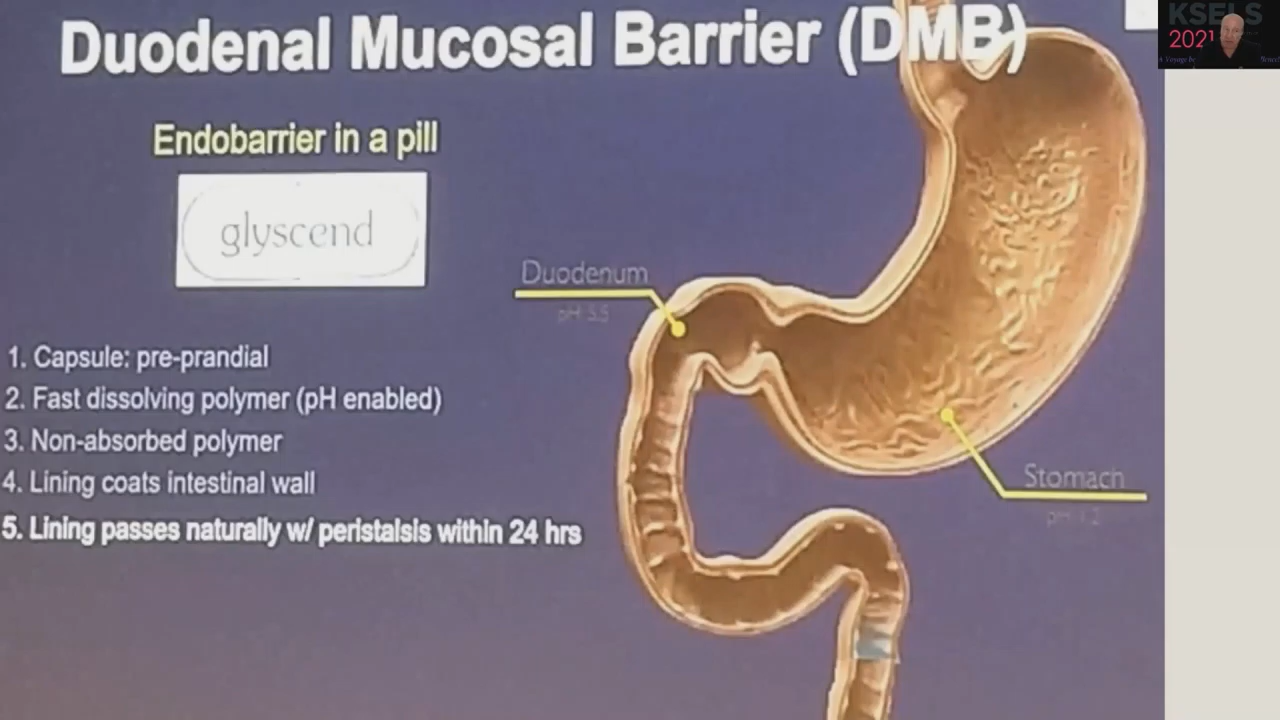 Duodenal Mucosal Barrier (DMB)
Endobarrier in a pill
glyscend
1. Capsule: pre-prandial
2. Fast dissolving polymer (pH enabled)
3. Non-absorbed polymer
4. Lining coats intestinal wall
5. Lining passes naturally w/ peristalsis within 24 hrs
Duodenum
pH 5.5
Stomach
KSELS
2021
A Voyage